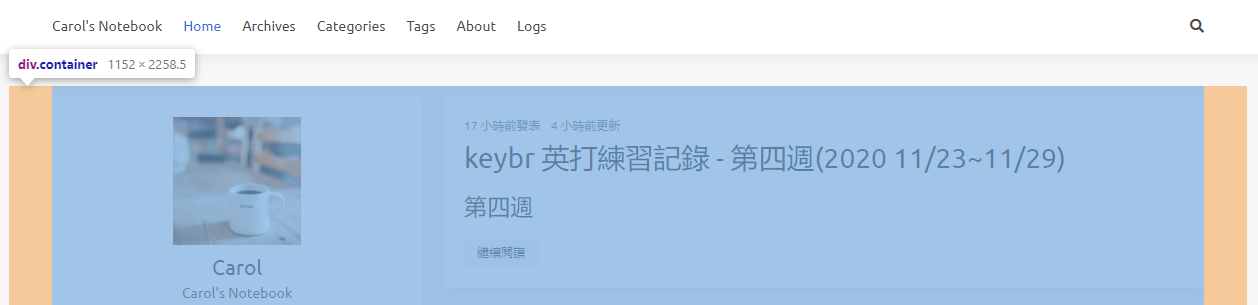 Carol's Notebook Home Archives Categories Tags About Logs
div.container 1152 × 2258.5
17 小時前發表 4 小時前更新
keybr 英打練習記錄 - 第四週(2020 11/23~11/29)
第四週
繼續閱讀
Carol
Carol's Notebook